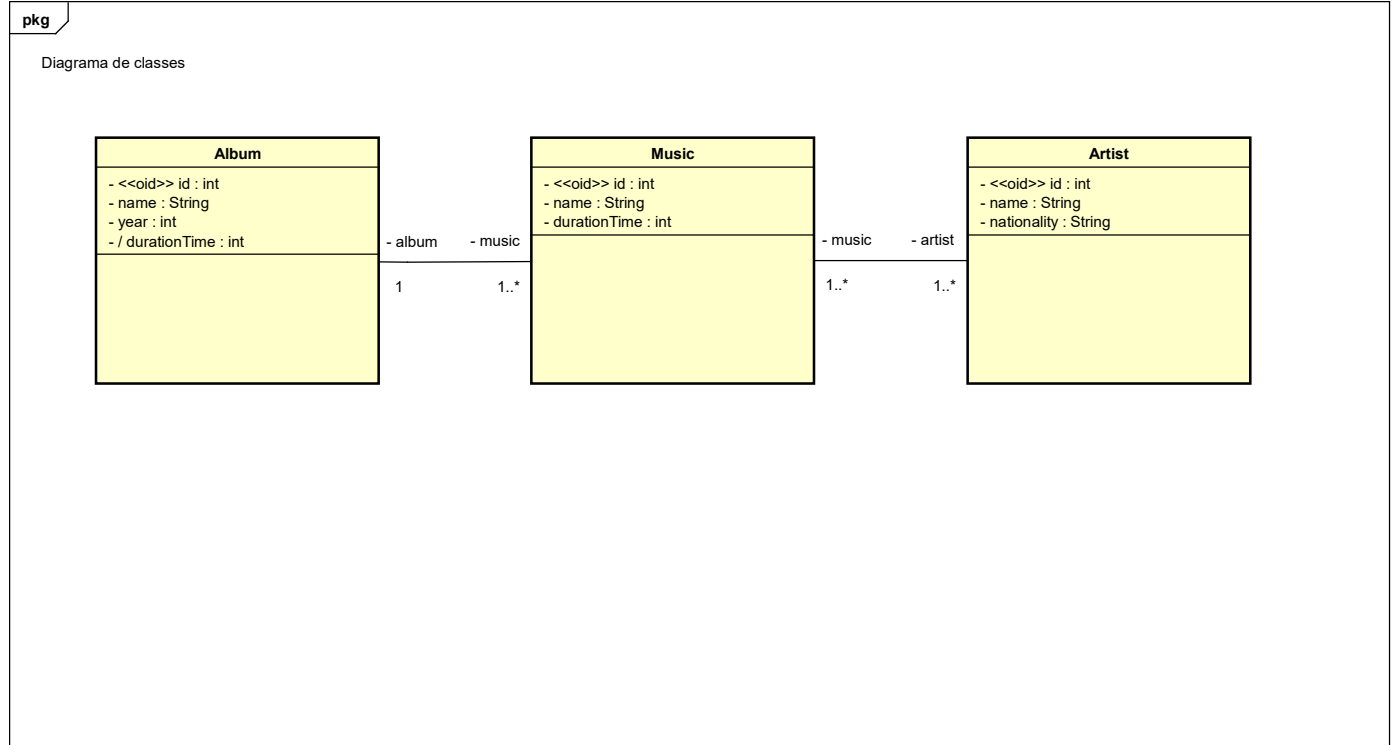 pkg
Diagrama de classes
Album
- <<oid>> id : int
- name : String
- year : int
- / durationTime : int
- album
- music
1
1..*
Music
- <<oid>> id : int
- name : String
- durationTime : int
- music
- artist
1..*
1..*
Artist
- <<oid>> id : int
- name : String
- nationality : String